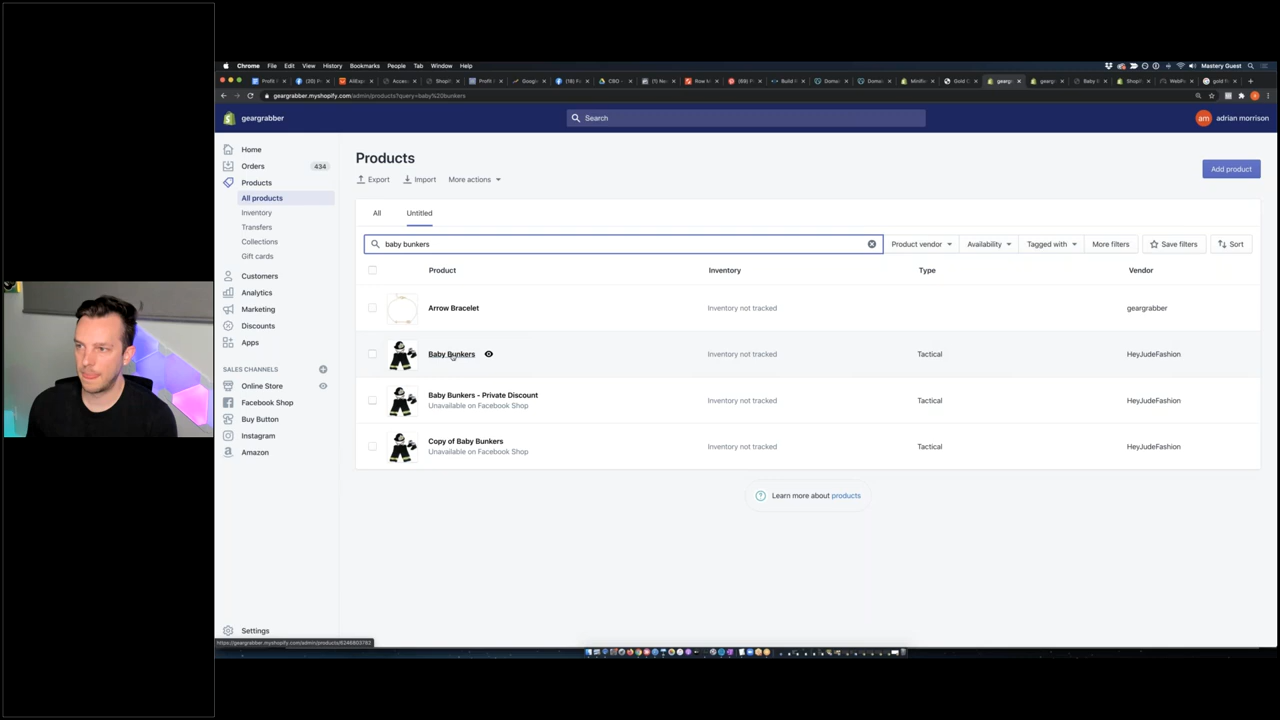 Chrome File Edit View History Bookmarks People Tab Window Help
Mastery Guest
geargrabber.myshopify.com/admin/products?query=baby%20bunkers
geargrabber
Search
am adrian morrison
Home
Orders 434
Products
All products
Inventory
Transfers
Collections
Gift cards
Customers
Analytics
Marketing
Discounts
Apps
SALES CHANNELS
Online Store
Facebook Shop
Buy Button
Instagram
Amazon
Settings
Products
Export Import More actions
Add product
All Untitled
baby bunkers
Product vendor Availability Tagged with More filters Save filters Sort
Product Inventory Type Vendor
Arrow Bracelet Inventory not tracked geargrabber
Baby Bunkers Inventory not tracked Tactical HeyJudeFashion
Baby Bunkers - Private Discount
Unavailable on Facebook Shop
Inventory not tracked Tactical HeyJudeFashion
Copy of Baby Bunkers
Unavailable on Facebook Shop
Inventory not tracked Tactical HeyJudeFashion
Learn more about products